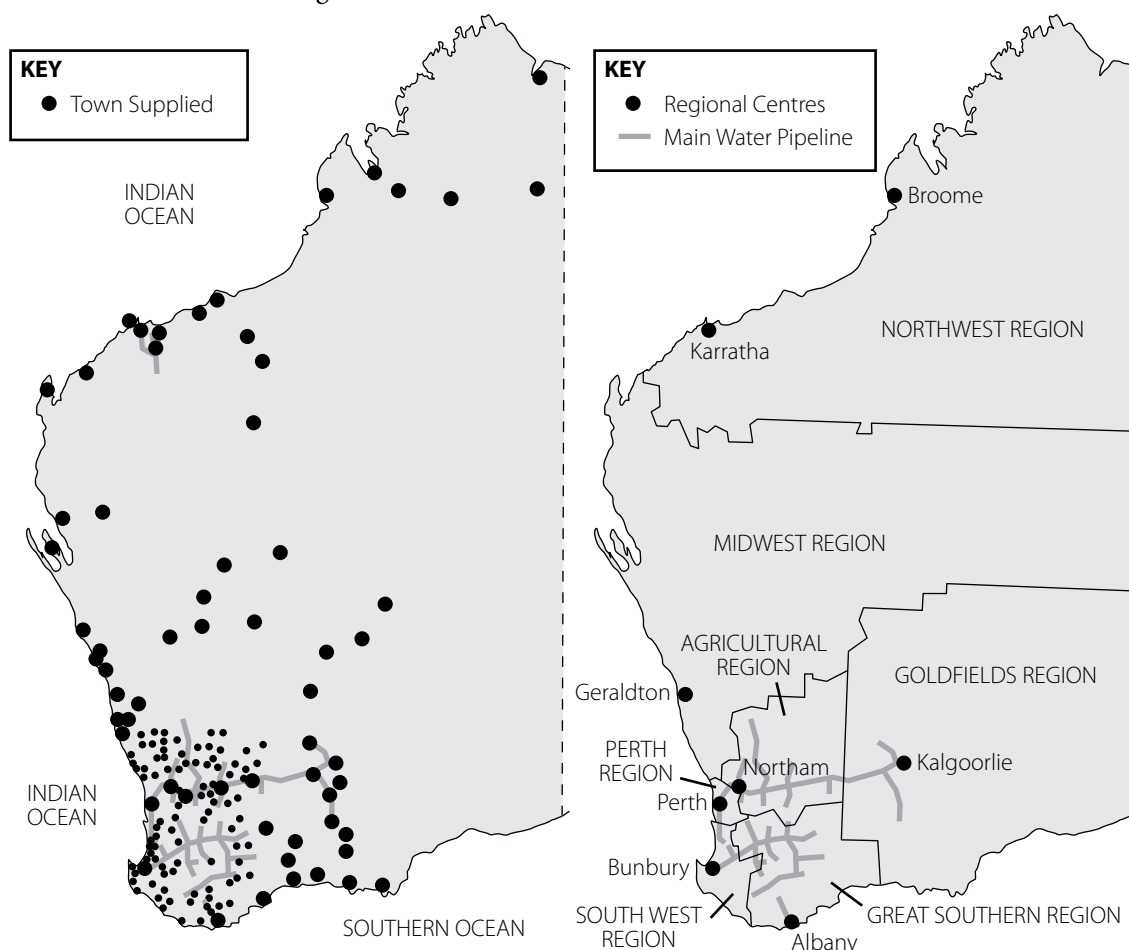 KEY
Town Supplied
INDIAN
OCEAN
INDIAN
OCEAN
SOUTHERN OCEAN
KEY
Regional Centres
Main Water Pipeline
Broome
NORTHWEST REGION
Karratha
MIDWEST REGION
AGRICULTURAL
REGION
GOLDFIELDS REGION
Geraldton
PERTH
REGION
Northam
Kalgoorlie
Perth
Bunbury
SOUTH WEST
REGION
GREAT SOUTHERN REGION
Albany